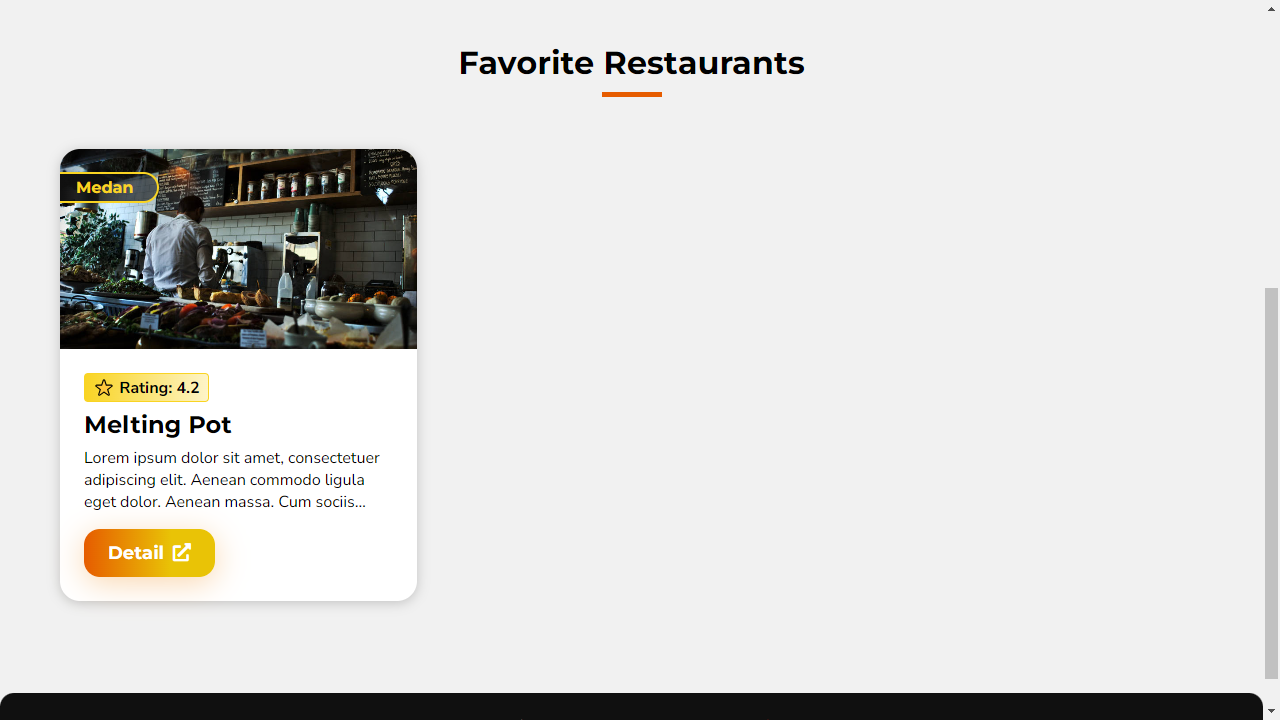 Favorite Restaurants
Medan
Rating: 4.2
Melting Pot
Lorem ipsum dolor sit amet, consectetuer
adipiscing elit. Aenean commodo ligula
eget dolor. Aenean massa. Cum sociis...
Detail